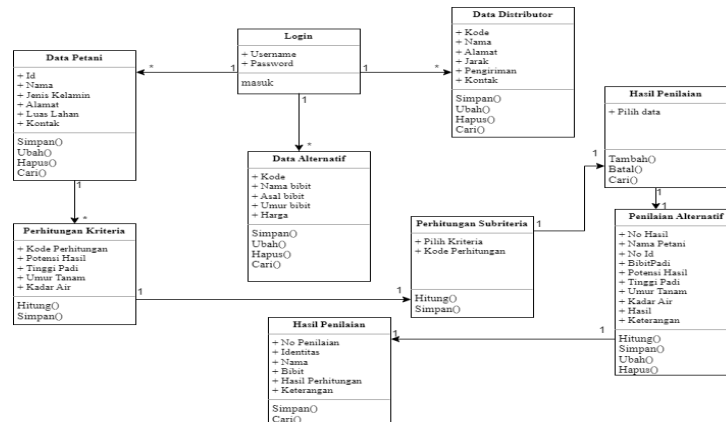 Data Distributor
+ Kode
+ Nama
+ Alamat
+ Jarak
+ Pengiriman
+ Kontak
Simpan()
Ubah()
Hapus()
Cari()
Login
+ Username
+ Password
masuk
Data Petani
+ Id
+ Nama
+ Jenis Kelamin
+ Alamat
+ Luas Lahan
+ Kontak
Simpan()
Ubah()
Hapus()
Cari()
* 1
1 *
1
*
Data Alternatif
+ Kode
+ Nama bibit
+ Asal bibit
+ Umur bibit
+ Harga
Simpan()
Ubah()
Hapus()
Cari()
Hasil Penilaian
+ Pilih data
Tambah()
Batal()
Cari()
1
*
Perhitungan Kriteria
+ Kode Perhitungan
+ Potensi Hasil
+ Tinggi Padi
+ Umur Tanam
+ Kadar Air
Hitung()
Simpan()
1 1
Perhitungan Subriteria
+ Pilih Kriteria
+ Kode Perhitungan
Hitung()
Simpan()
1 1
1
1
Penilaian Alternatif
+ No Hasil
+ Nama Petani
+ No Id
+ BibitPadi
+ Potensi Hasil
+ Tinggi Padi
+ Umur Tanam
+ Kadar Air
+ Hasil
+ Keterangan
Hitung()
Simpan()
Ubah()
Hapus()
1 1
Hasil Penilaian
+ No Penilaian
+ Identitas
+ Nama
+ Bibit
+ Hasil Perhitungan
+ Keterangan
Simpan()
Cari()